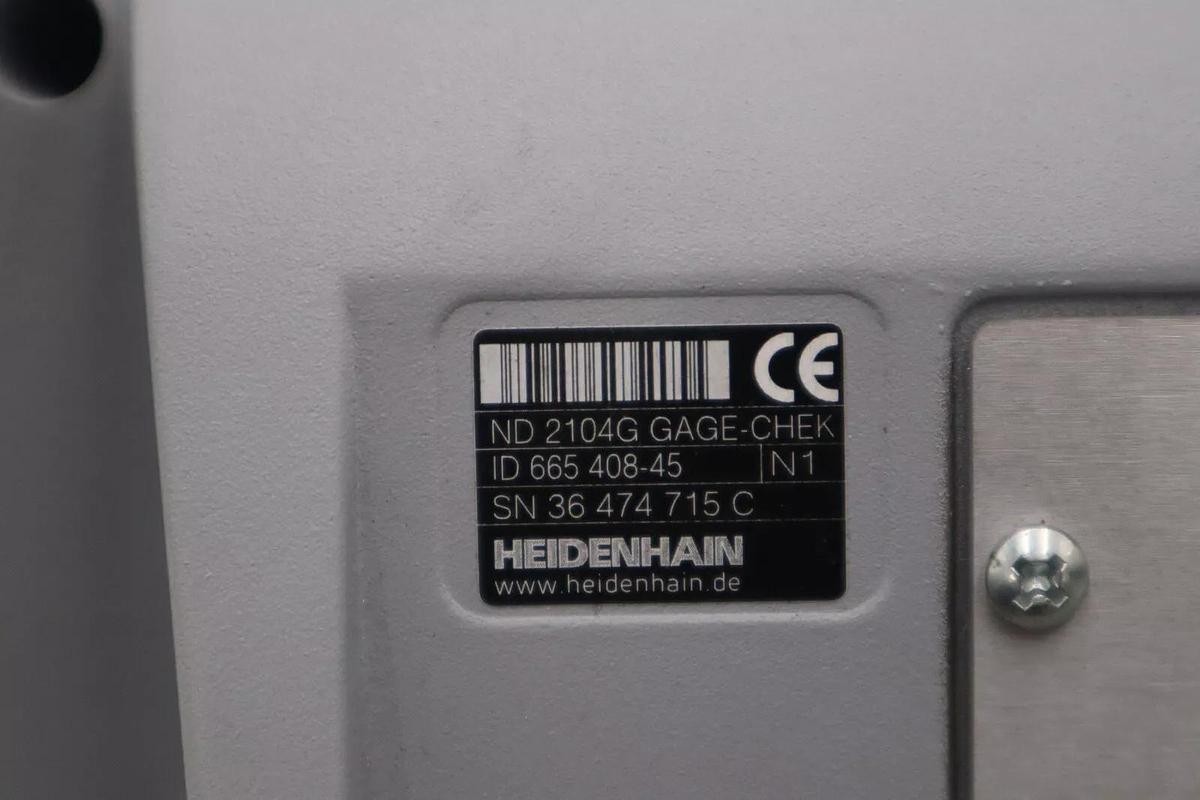 CE
ND 2104G GAGE-CHEK
ID 665 408-45 N1
SN 36 474 715 C
HEIDENHAIN
www.heidenhain.de